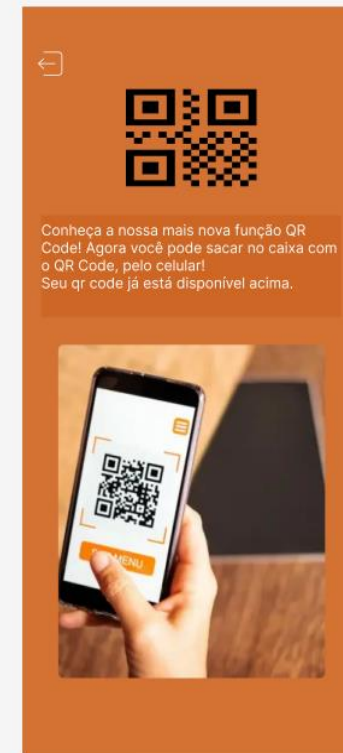 Conheça a nossa mais nova função QR
Code! Agora você pode sacar no caixa com
o QR Code, pelo celular!
Seu qr code já está disponível acima.
MENU